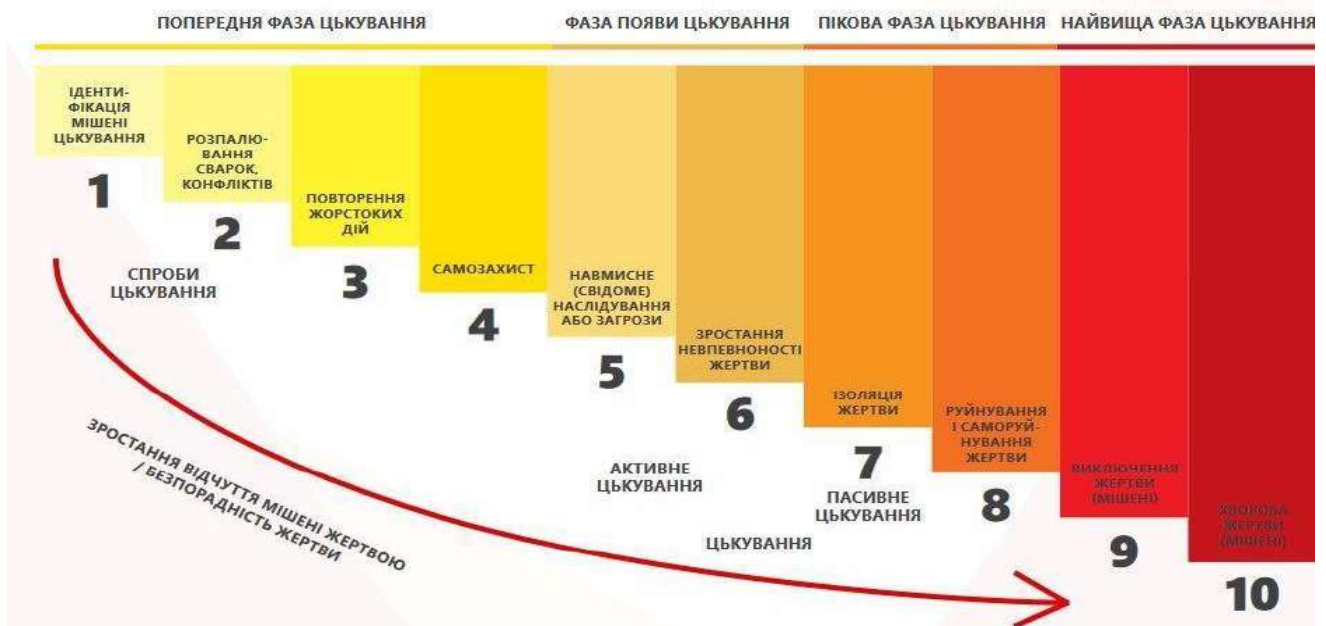 ПОПЕРЕДНЯ ФАЗА ЦЬКУВАННЯ
ФАЗА ПОЯВИ ЦЬКУВАННЯ
ПІКОВА ФАЗА ЦЬКУВАННЯ
НАЙВИЩА ФАЗА ЦЬКУВАННЯ
ІДЕНТИ-
ФІКАЦІЯ
МІШЕНІ
ЦЬКУВАННЯ
1
РОЗПАЛЮ-
ВАННЯ
СВАРОК,
КОНФЛІКТІВ
2
ПОВТОРЕННЯ
ЖОРСТОКИХ
ДІЙ
3
САМОЗАХИСТ
4
НАВМИСНЕ
(СВІДОМЕ)
НАСЛІДУВАННЯ
АБО ЗАГРОЗИ
5
ЗРОСТАННЯ
НЕВПЕВНОНОСТІ
ЖЕРТВИ
6
ІЗОЛЯЦІЯ
ЖЕРТВИ
7
РУЙНУВАННЯ
І САМОРУЙ-
НУВАННЯ
ЖЕРТВИ
8
ВИКЛЮЧЕННЯ
ЖЕРТВИ
(МІШЕНІ)
9
ХВОРОБА
ЖЕРТВИ
(МІШЕНІ)
10
СПРОБИ
ЦЬКУВАННЯ
АКТИВНЕ
ЦЬКУВАННЯ
ПАСИВНЕ
ЦЬКУВАННЯ
ЦЬКУВАННЯ
ЗРОСТАННЯ ВІДЧУТТЯ МІШЕНІ ЖЕРТВОЮ
/ БЕЗПОРАДНІСТЬ ЖЕРТВИ